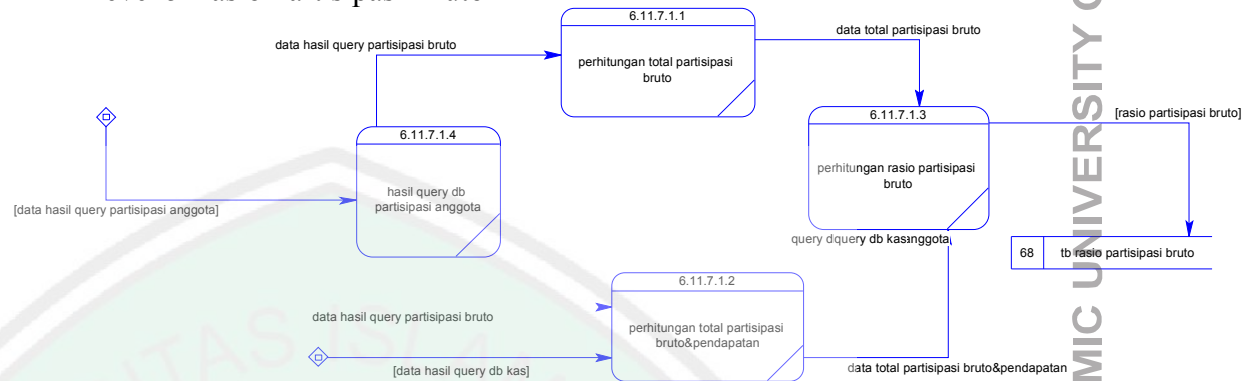 6.11.7.1.1
perhitungan total partisipasi
bruto
data hasil query partisipasi bruto
data total partisipasi bruto
6.11.7.1.4
hasil query db
partisipasi anggota
[data hasil query partisipasi anggota]
6.11.7.1.3
perhitungan rasio partisipasi
bruto
[rasio partisipasi bruto]
68
tb rasio partisipasi bruto
6.11.7.1.2
perhitungan total partisipasi
bruto&pendapatan
data hasil query partisipasi bruto
[data hasil query db kas]
data total partisipasi bruto&pendapatan
MIC UNIVERSITY